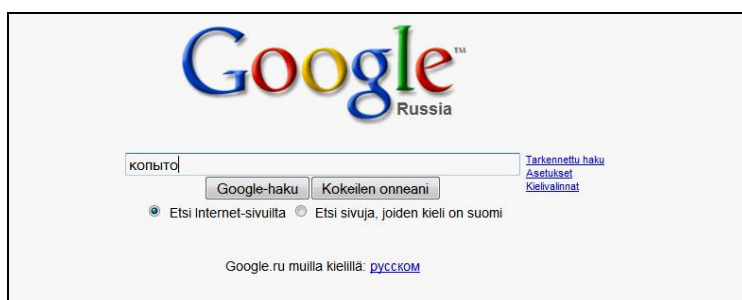 Google™
Russia
копыто
Tarkennettu haku
Asetukset
Kielivalinnat
Google-haku Kokeilen onneani
Etsi Internet-sivuilta Etsi sivuja, joiden kieli on suomi
Google.ru muilla kielillä: русском